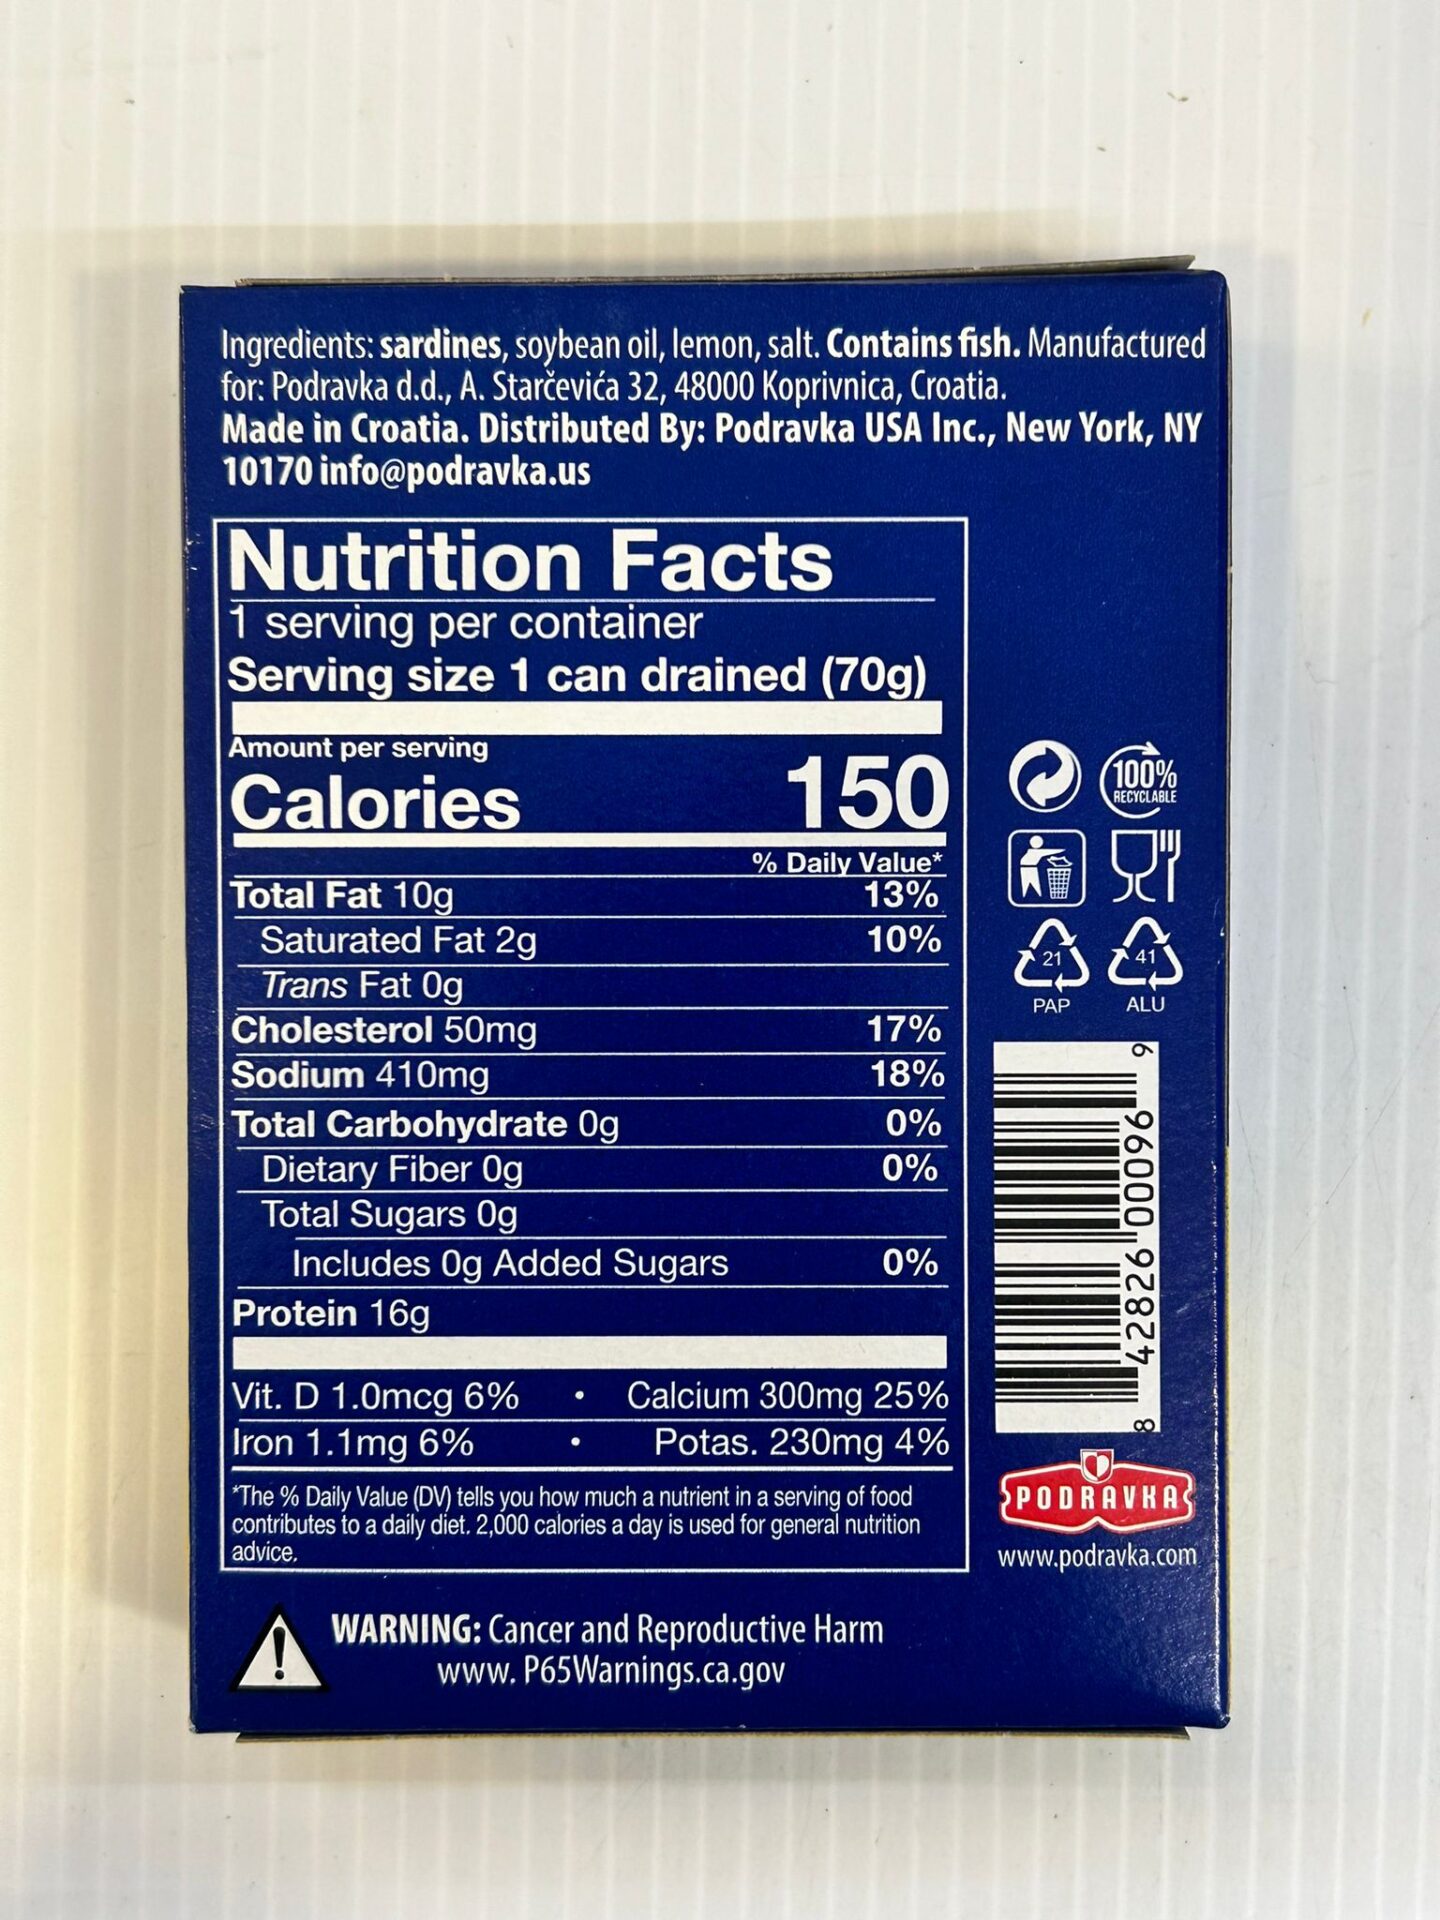 Ingredients: sardines, soybean oil, lemon, salt. Contains fish. Manufactured
for: Podravka d.d., A. Starčevića 32, 48000 Koprivnica, Croatia.
Made in Croatia. Distributed By: Podravka USA Inc., New York, NY
10170 info@podravka.us
Nutrition Facts
1 serving per container
Serving size 1 can drained (70g)
Amount per serving
Calories 150
% Daily Value*
Total Fat 10g 13%
Saturated Fat 2g 10%
Trans Fat 0g
Cholesterol 50mg 17%
Sodium 410mg 18%
Total Carbohydrate 0g 0%
Dietary Fiber 0g 0%
Total Sugars 0g
Includes 0g Added Sugars 0%
Protein 16g
Vit. D 1.0mcg 6% • Calcium 300mg 25%
Iron 1.1mg 6% • Potas. 230mg 4%
*The % Daily Value (DV) tells you how much a nutrient in a serving of food
contributes to a daily diet. 2,000 calories a day is used for general nutrition
advice.
100%
RECYCLABLE
21 41
PAP ALU
8 42826 00096 9
PODRAVKA
www.podravka.com
WARNING: Cancer and Reproductive Harm
www. P65Warnings.ca.gov